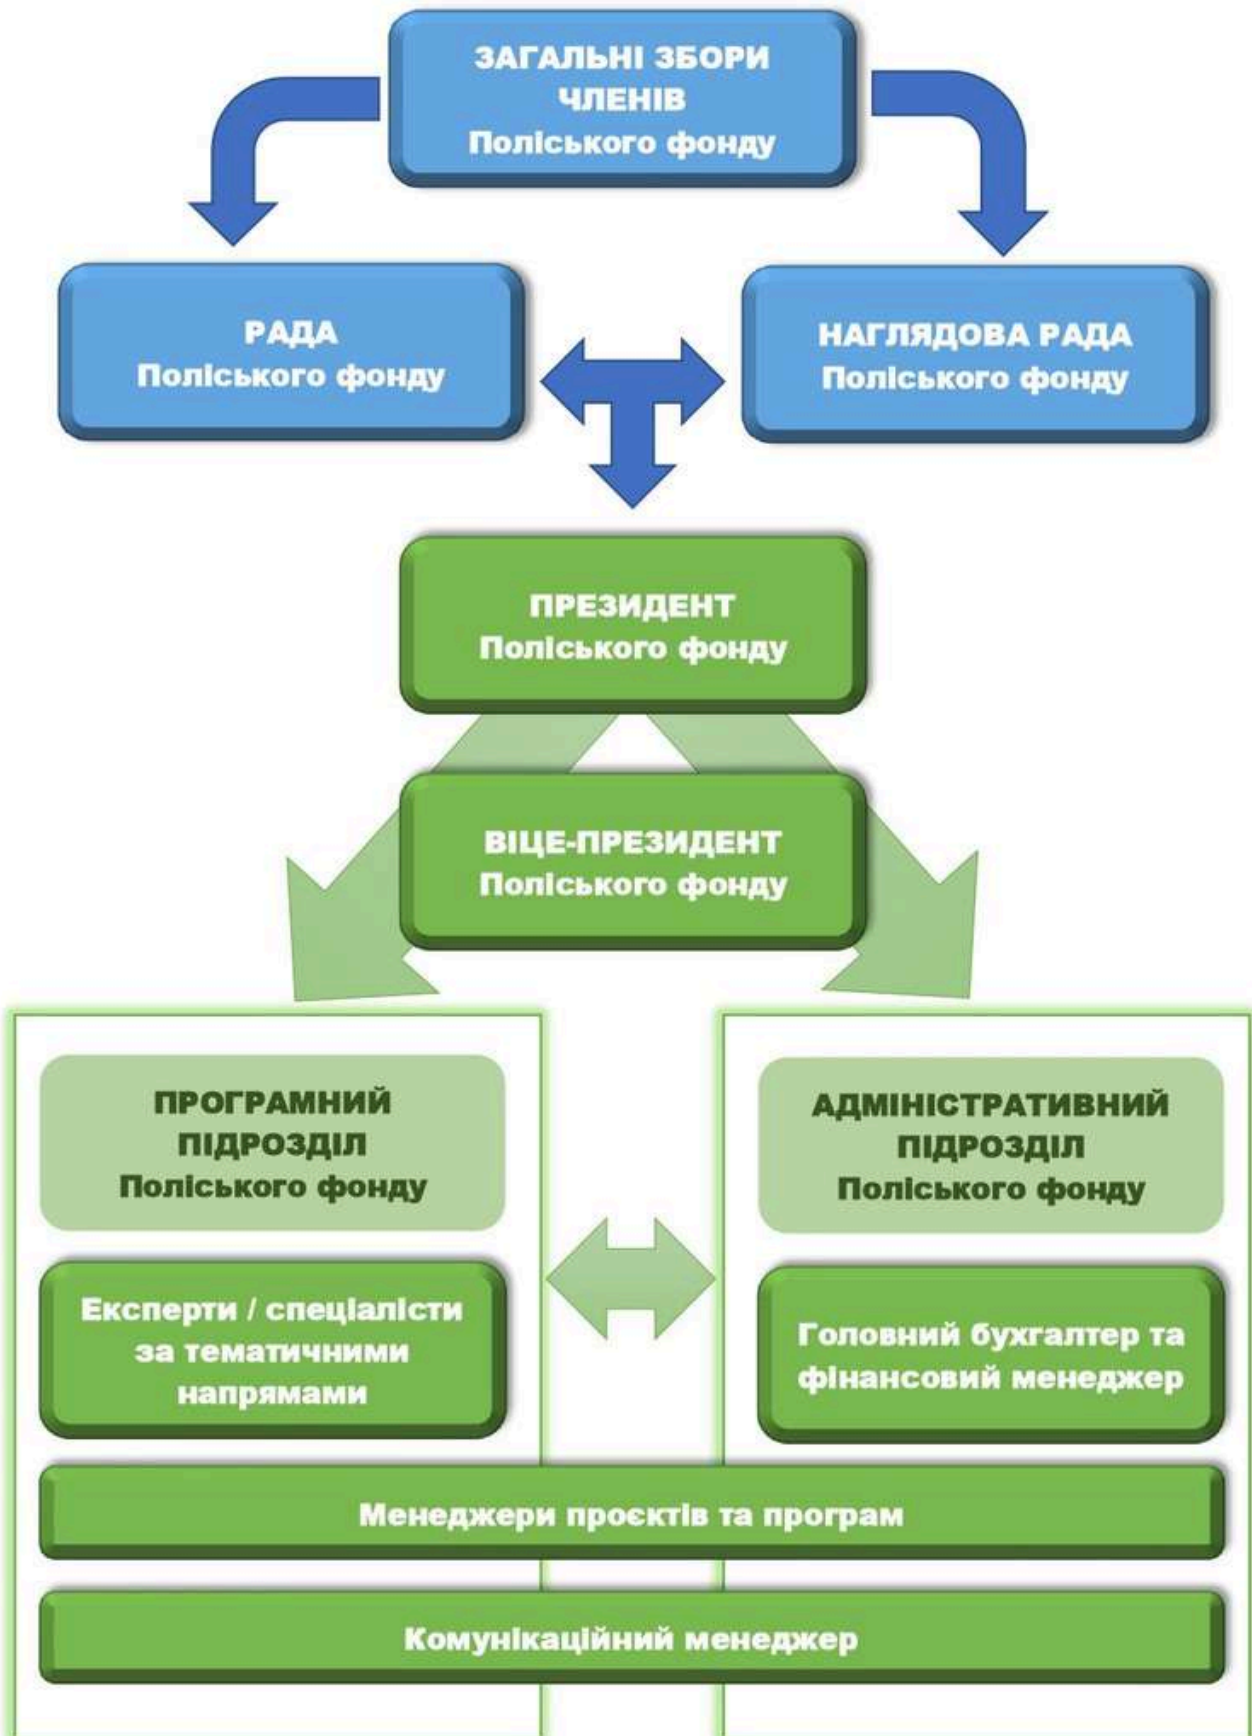 ЗАГАЛЬНІ ЗБОРИ
ЧЛЕНІВ
Поліського фонду
РАДА
Поліського фонду
НАГЛЯДОВА РАДА
Поліського фонду
ПРЕЗИДЕНТ
Поліського фонду
ВІЦЕ-ПРЕЗИДЕНТ
Поліського фонду
ПРОГРАМНИЙ
ПІДРОЗДІЛ
Поліського фонду
АДМІНІСТРАТИВНИЙ
ПІДРОЗДІЛ
Поліського фонду
Експерти / спеціалісти
за тематичними
напрямами
Головний бухгалтер та
фінансовий менеджер
Менеджери проєктів та програм
Комунікаційний менеджер